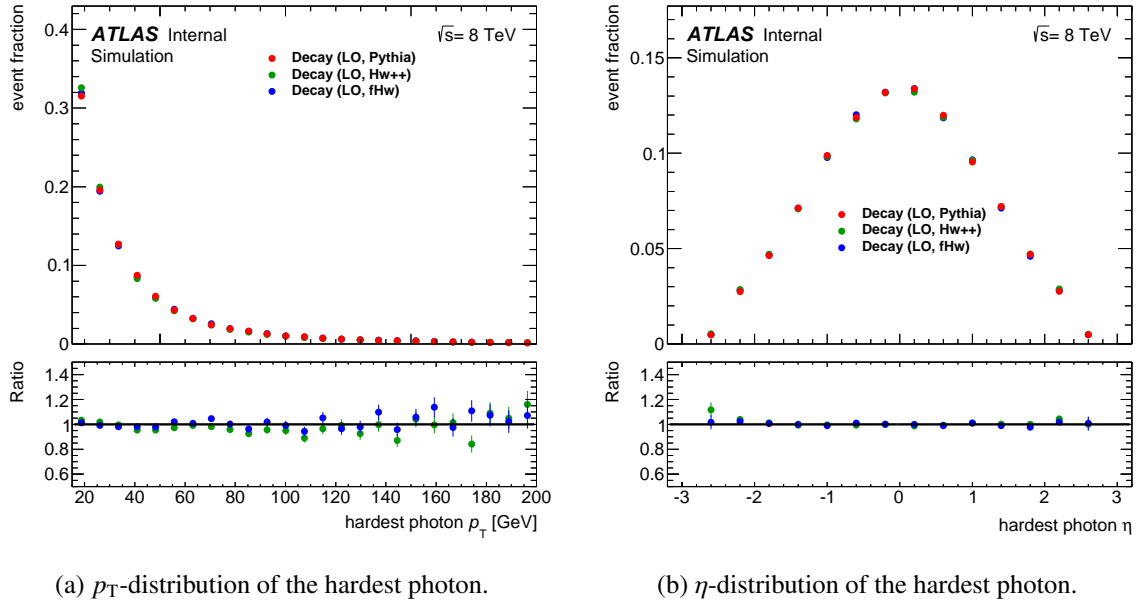 ATLAS Internal
Simulation
√s= 8 TeV
Decay (LO, Pythia)
Decay (LO, Hw++)
Decay (LO, fHw)
event fraction
0.4
0.3
0.2
0.1
0
Ratio
1.4
1.2
1.0
0.8
0.6
20 40 60 80 100 120 140 160 180 200
hardest photon pT [GeV]
(a) pT-distribution of the hardest photon.
ATLAS Internal
Simulation
√s= 8 TeV
event fraction
0.15
0.1
0.05
0
Decay (LO, Pythia)
Decay (LO, Hw++)
Decay (LO, fHw)
Ratio
1.4
1.2
1
0.8
0.6
-3 -2 -1 0 1 2 3
hardest photon η
(b) η-distribution of the hardest photon.